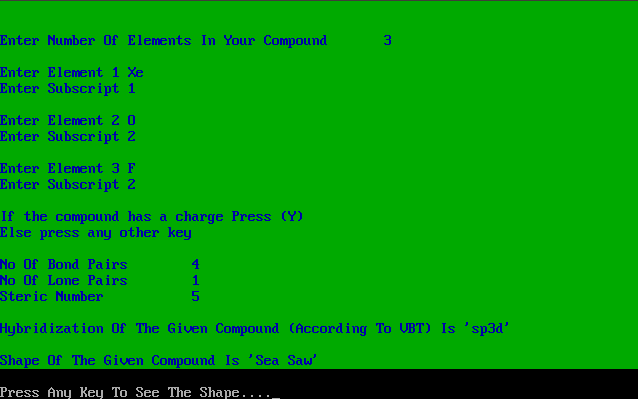 Enter Number Of Elements In Your Compound 3
Enter Element 1 Xe
Enter Subscript 1
Enter Element 2 O
Enter Subscript 2
Enter Element 3 F
Enter Subscript 2
If the compound has a charge Press (Y)
Else press any other key
No Of Bond Pairs 4
No Of Lone Pairs 1
Steric Number 5
Hybridization Of The Given Compound (According To VBT) Is 'sp3d'
Shape Of The Given Compound Is 'Sea Saw'
Press Any Key To See The Shape...._